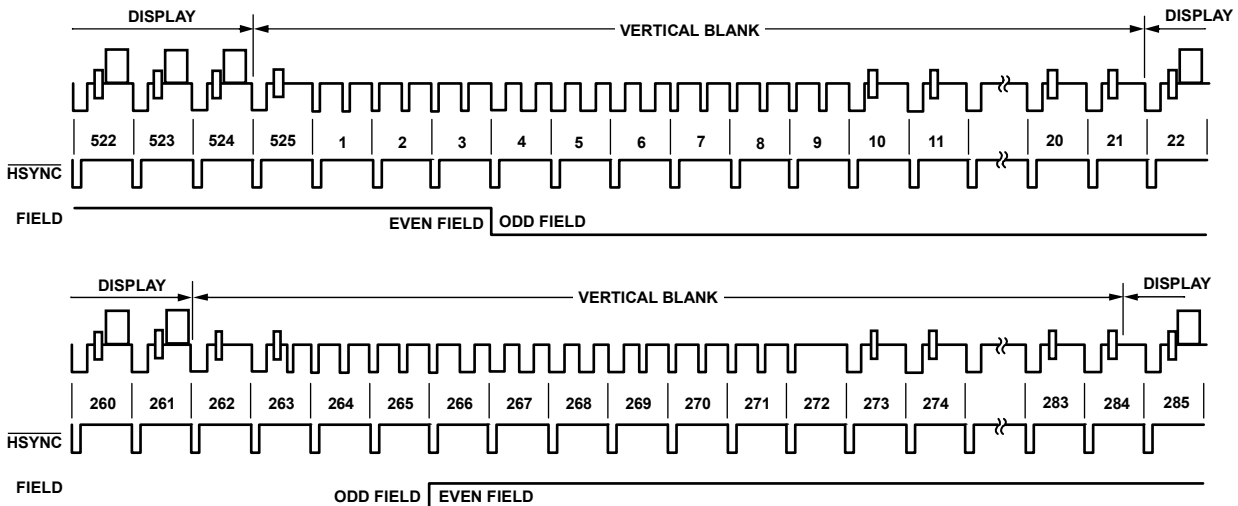 DISPLAY VERTICAL BLANK DISPLAY
522 523 524 525 1 2 3 4 5 6 7 8 9 10 11 20 21 22
HSYNC
FIELD EVEN FIELD ODD FIELD
DISPLAY VERTICAL BLANK DISPLAY
260 261 262 263 264 265 266 267 268 269 270 271 272 273 274 283 284 285
HSYNC
FIELD ODD FIELD EVEN FIELD